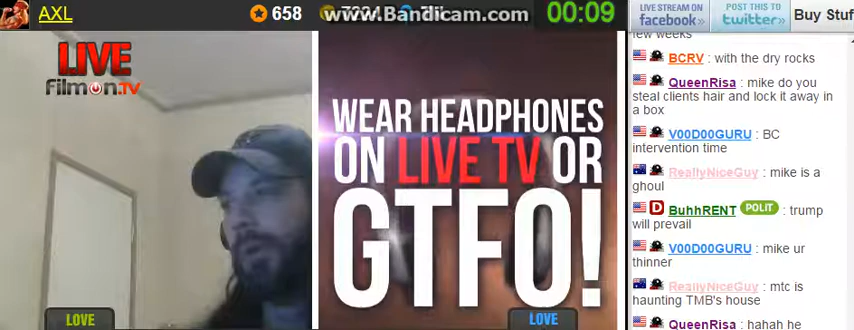 AXL
658
www.Bandicam.com
00:09
LIVE STREAM ON
facebook»
POST THIS TO
twitter»
Buy Stuf
LIVE
FilmOn.TV
WEAR HEADPHONES
ON LIVE TV OR
GTFO!
LOVE
LOVE
few weeks
BCRV : with the dry rocks
QueenRisa : mike do you
steal clients hair and lock it away in
a box
V00D00GURU : BC
intervention time
ReallyNiceGuy : mike is a
ghoul
D BuhhRENT POLIT : trump
will prevail
V00D00GURU : mike ur
thinner
ReallyNiceGuy : mtc is
haunting TMB's house
QueenRisa : hahah he